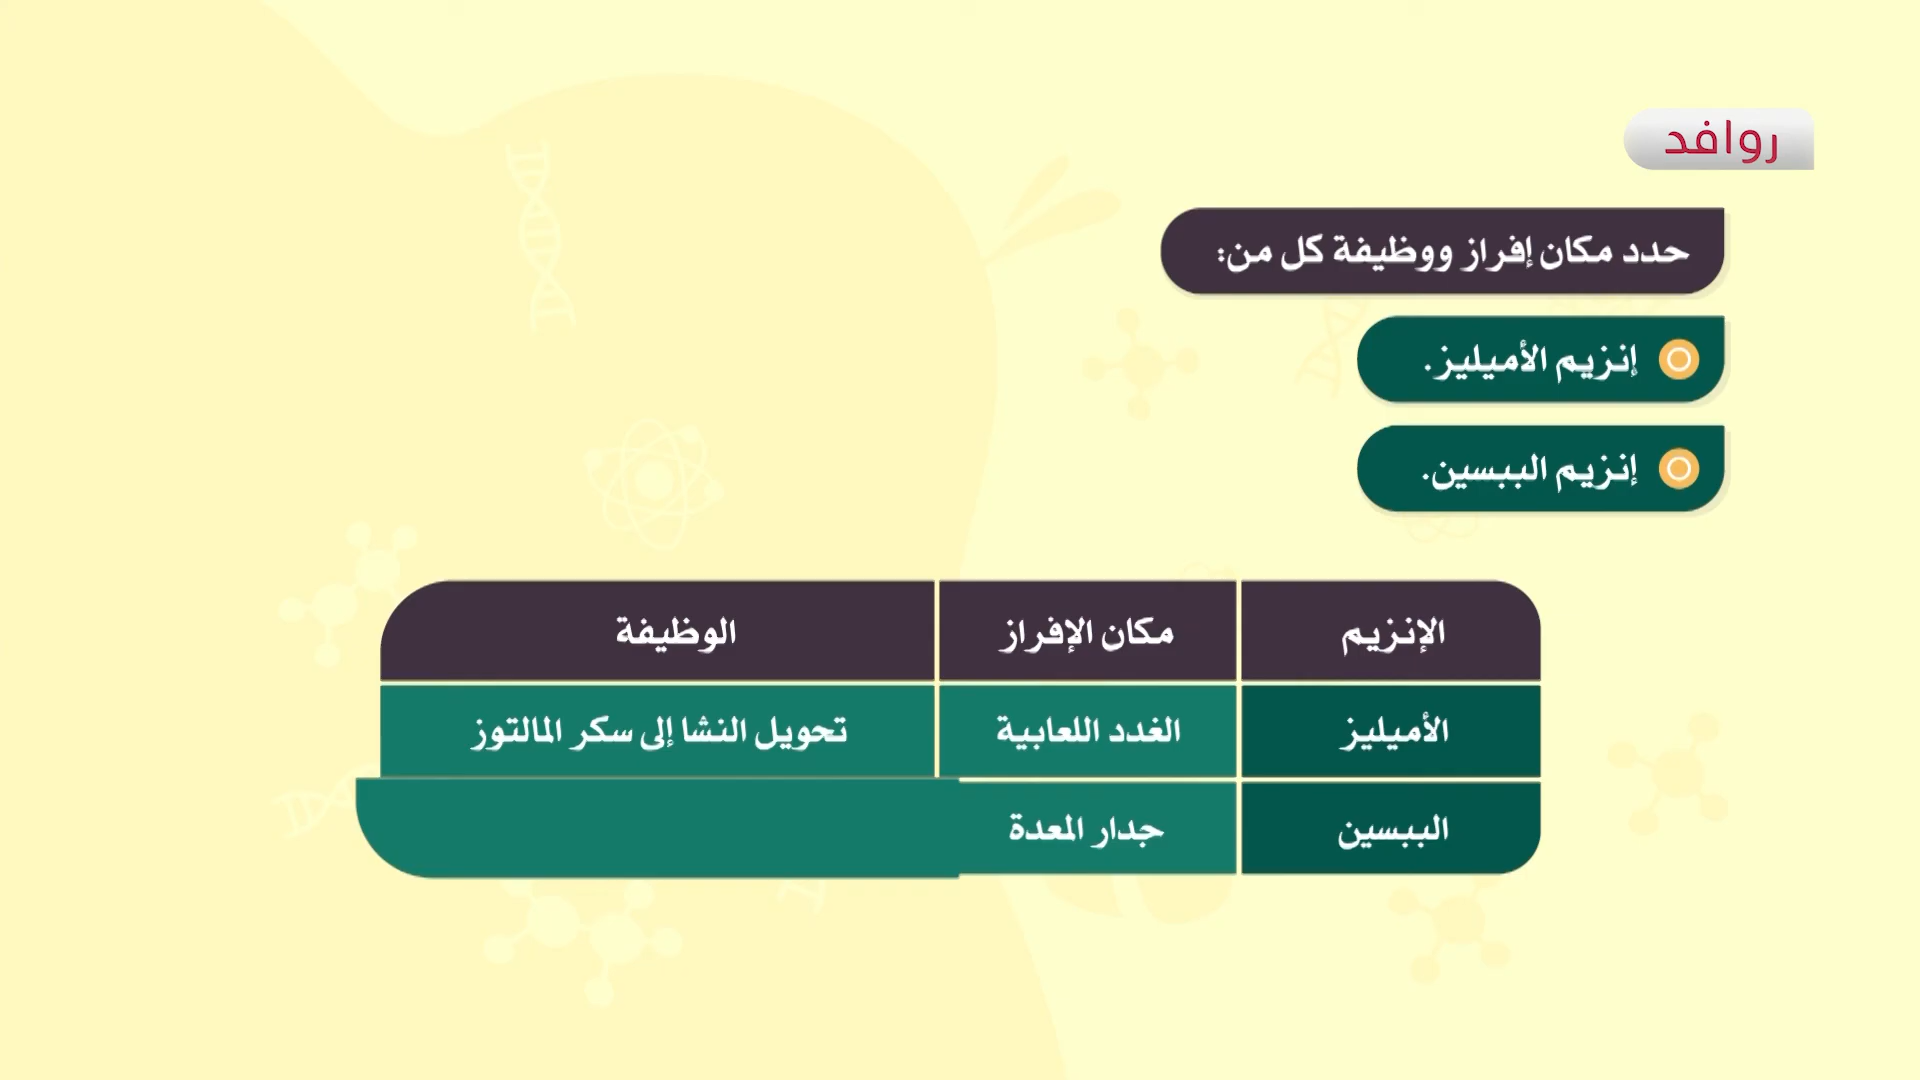 روافد
حدد مكان إفراز ووظيفة كل من:
إنزيم الأميليز.
إنزيم الببسين.
الإنزيم مكان الإفراز الوظيفة
الأميليز الغدد اللعابية تحويل النشا إلى سكر المالتوز
الببسين جدار المعدة